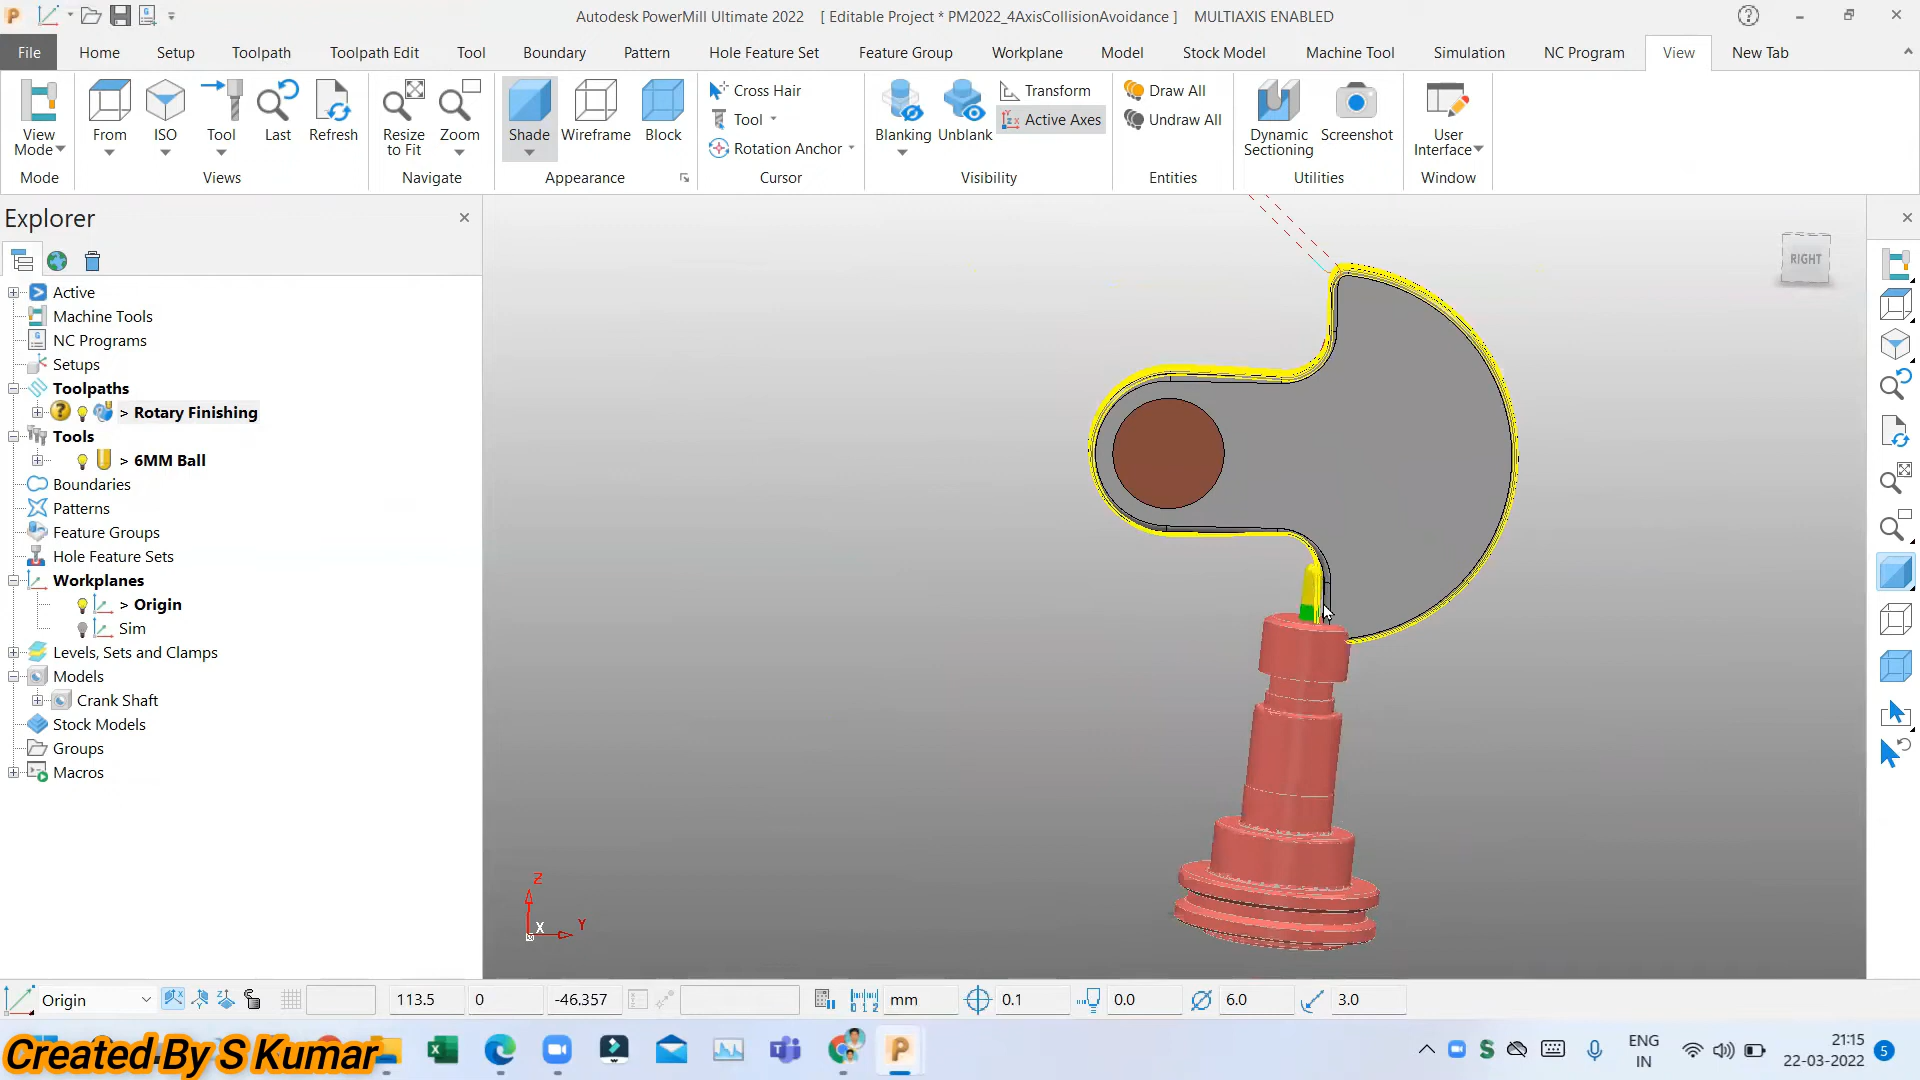 Autodesk PowerMill Ultimate 2022 [ Editable Project * PM2022_4AxisCollisionAvoidance ] MULTIAXIS ENABLED
File Home Setup Toolpath Toolpath Edit Tool Boundary Pattern Hole Feature Set Feature Group Workplane Model Stock Model Machine Tool Simulation NC Program View New Tab
View Mode
From
ISO
Tool
Last
Refresh
Resize to Fit
Zoom
Shade
Wireframe
Block
Cross Hair
Tool
Rotation Anchor
Blanking
Unblank
Transform
Active Axes
Draw All
Undraw All
Dynamic Sectioning
Screenshot
User Interface
Mode Views Navigate Appearance Cursor Visibility Entities Utilities Window
Explorer
Active
Machine Tools
NC Programs
Setups
Toolpaths
> Rotary Finishing
Tools
> 6MM Ball
Boundaries
Patterns
Feature Groups
Hole Feature Sets
Workplanes
> Origin
Sim
Levels, Sets and Clamps
Models
Crank Shaft
Stock Models
Groups
Macros
RIGHT
Z
X
Y
Origin 113.5 0 -46.357 mm 0.1 0.0 6.0 3.0
Created By S Kumar
ENG
IN
21:15
22-03-2022
5